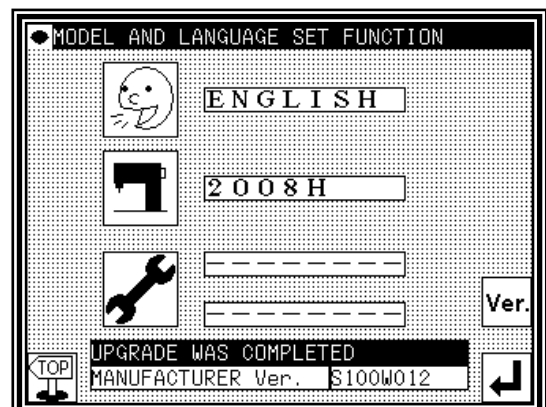 MODEL AND LANGUAGE SET FUNCTION
ENGLISH
2008H
Ver.
UPGRADE WAS COMPLETED
TOP
MANUFACTURER Ver. S100W012